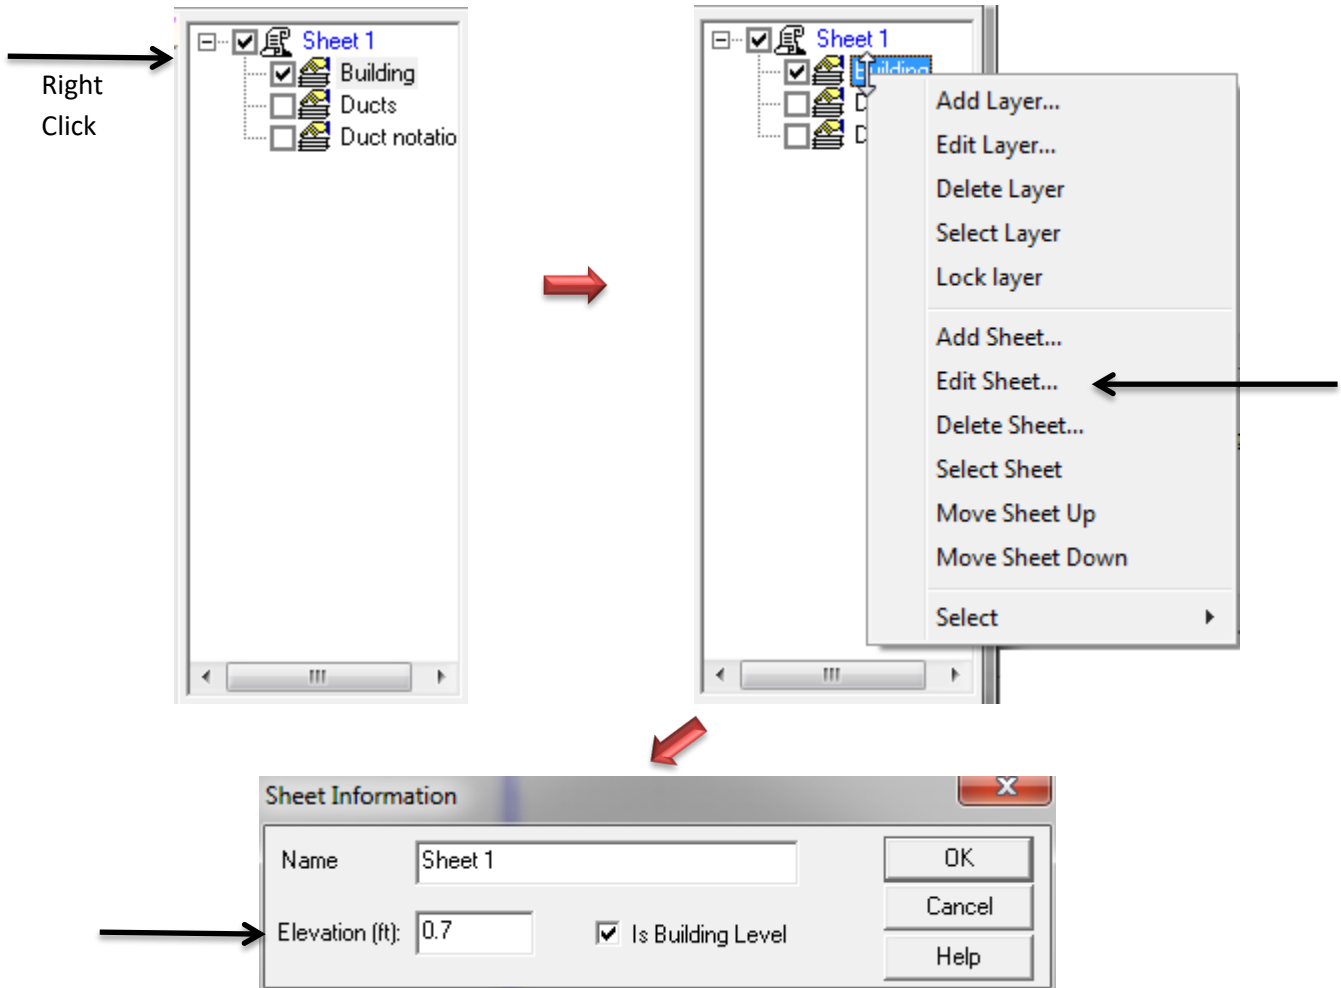 Right
Click
Sheet 1
Building
Ducts
Duct notatio
Sheet 1
Building
D
D
Add Layer...
Edit Layer...
Delete Layer
Select Layer
Lock layer
Add Sheet...
Edit Sheet...
Delete Sheet...
Select Sheet
Move Sheet Up
Move Sheet Down
Select
Sheet Information
Name
Sheet 1
OK
Cancel
Elevation (ft):
0.7
Is Building Level
Help